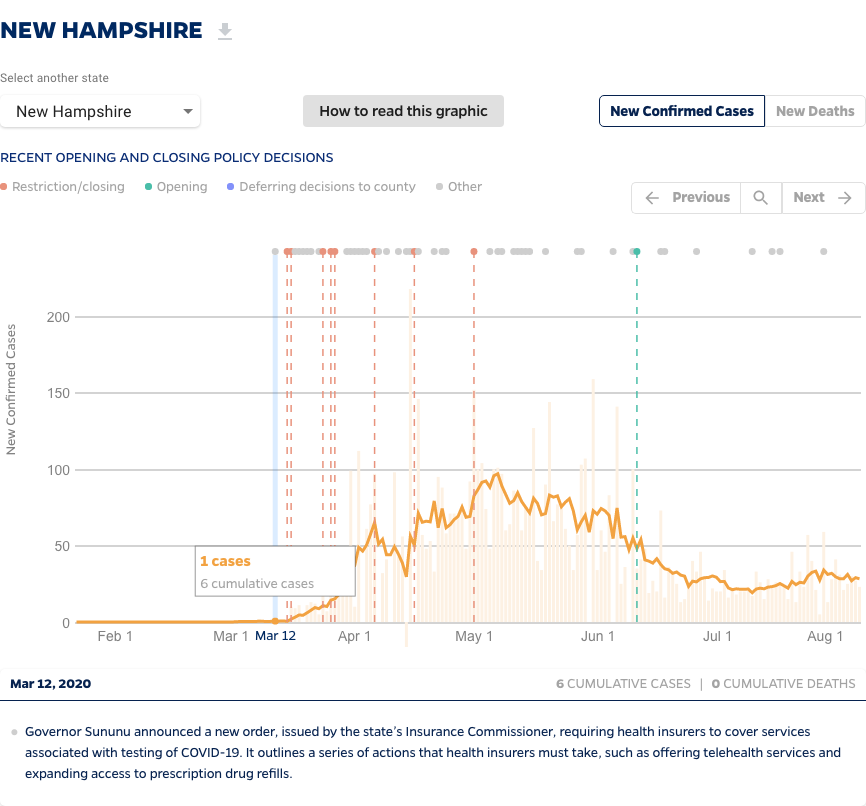 NEW HAMPSHIRE
Select another state
New Hampshire
How to read this graphic
New Confirmed Cases
New Deaths
RECENT OPENING AND CLOSING POLICY DECISIONS
Restriction/closing
Opening
Deferring decisions to county
Other
Previous
Next
New Confirmed Cases
200
150
100
50
0
1 cases
6 cumulative cases
Feb 1
Mar 1
Mar 12
Apr 1
May 1
Jun 1
Jul 1
Aug 1
Mar 12, 2020
6 CUMULATIVE CASES | 0 CUMULATIVE DEATHS
Governor Sununu announced a new order, issued by the state's Insurance Commissioner, requiring health insurers to cover services
associated with testing of COVID-19. It outlines a series of actions that health insurers must take, such as offering telehealth services and
expanding access to prescription drug refills.